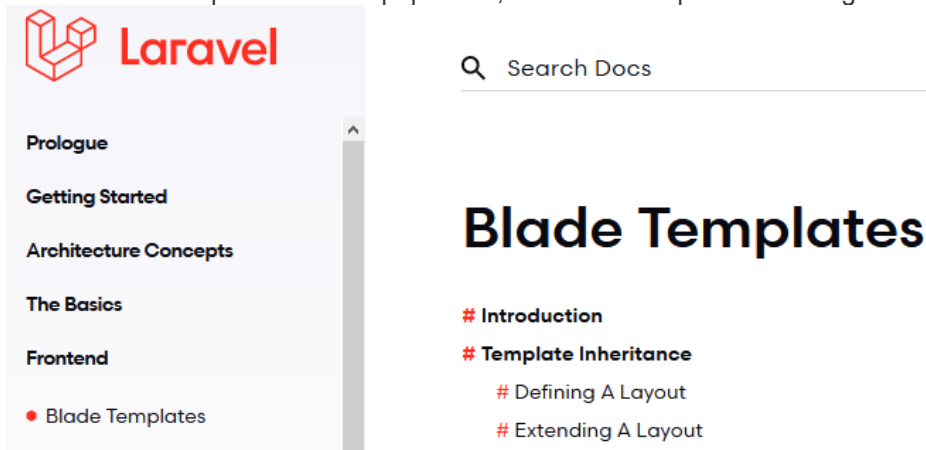 Laravel
Search Docs
Prologue
Getting Started
Architecture Concepts
The Basics
Frontend
Blade Templates
Blade Templates
# Introduction
# Template Inheritance
# Defining A Layout
# Extending A Layout